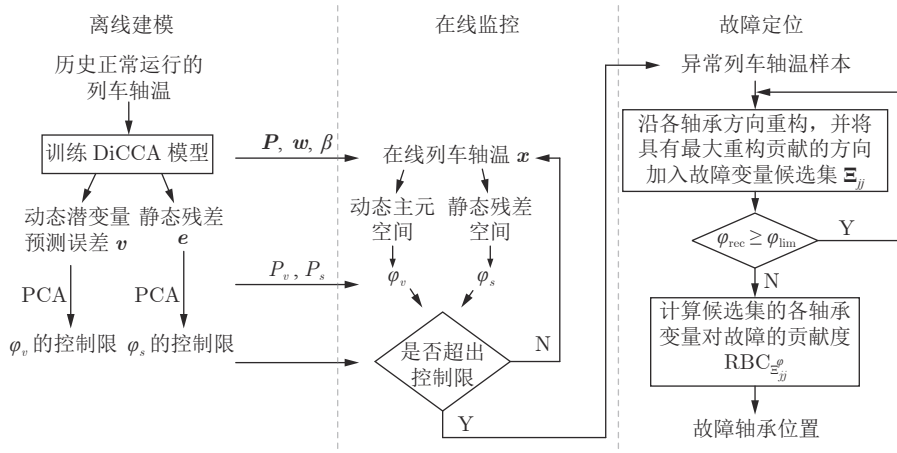 离线建模
历史正常运行的
列车轴温
训练 DiCCA 模型
动态潜变量
预测误差 v
静态残差
e
PCA
PCA
φ_v 的控制限
φ_s 的控制限
P, w, β
P_v, P_s
在线监控
在线列车轴温 x
动态主元
空间
静态残差
空间
φ_v
φ_s
是否超出
控制限
N
Y
故障定位
异常列车轴温样本
沿各轴承方向重构，并将
具有最大重构贡献的方向
加入故障变量候选集 Ξ_jj
φ_rec ≥ φ_lim
Y
N
计算候选集的各轴承
变量对故障的贡献度
RBC_Ξ_jj^φ
故障轴承位置